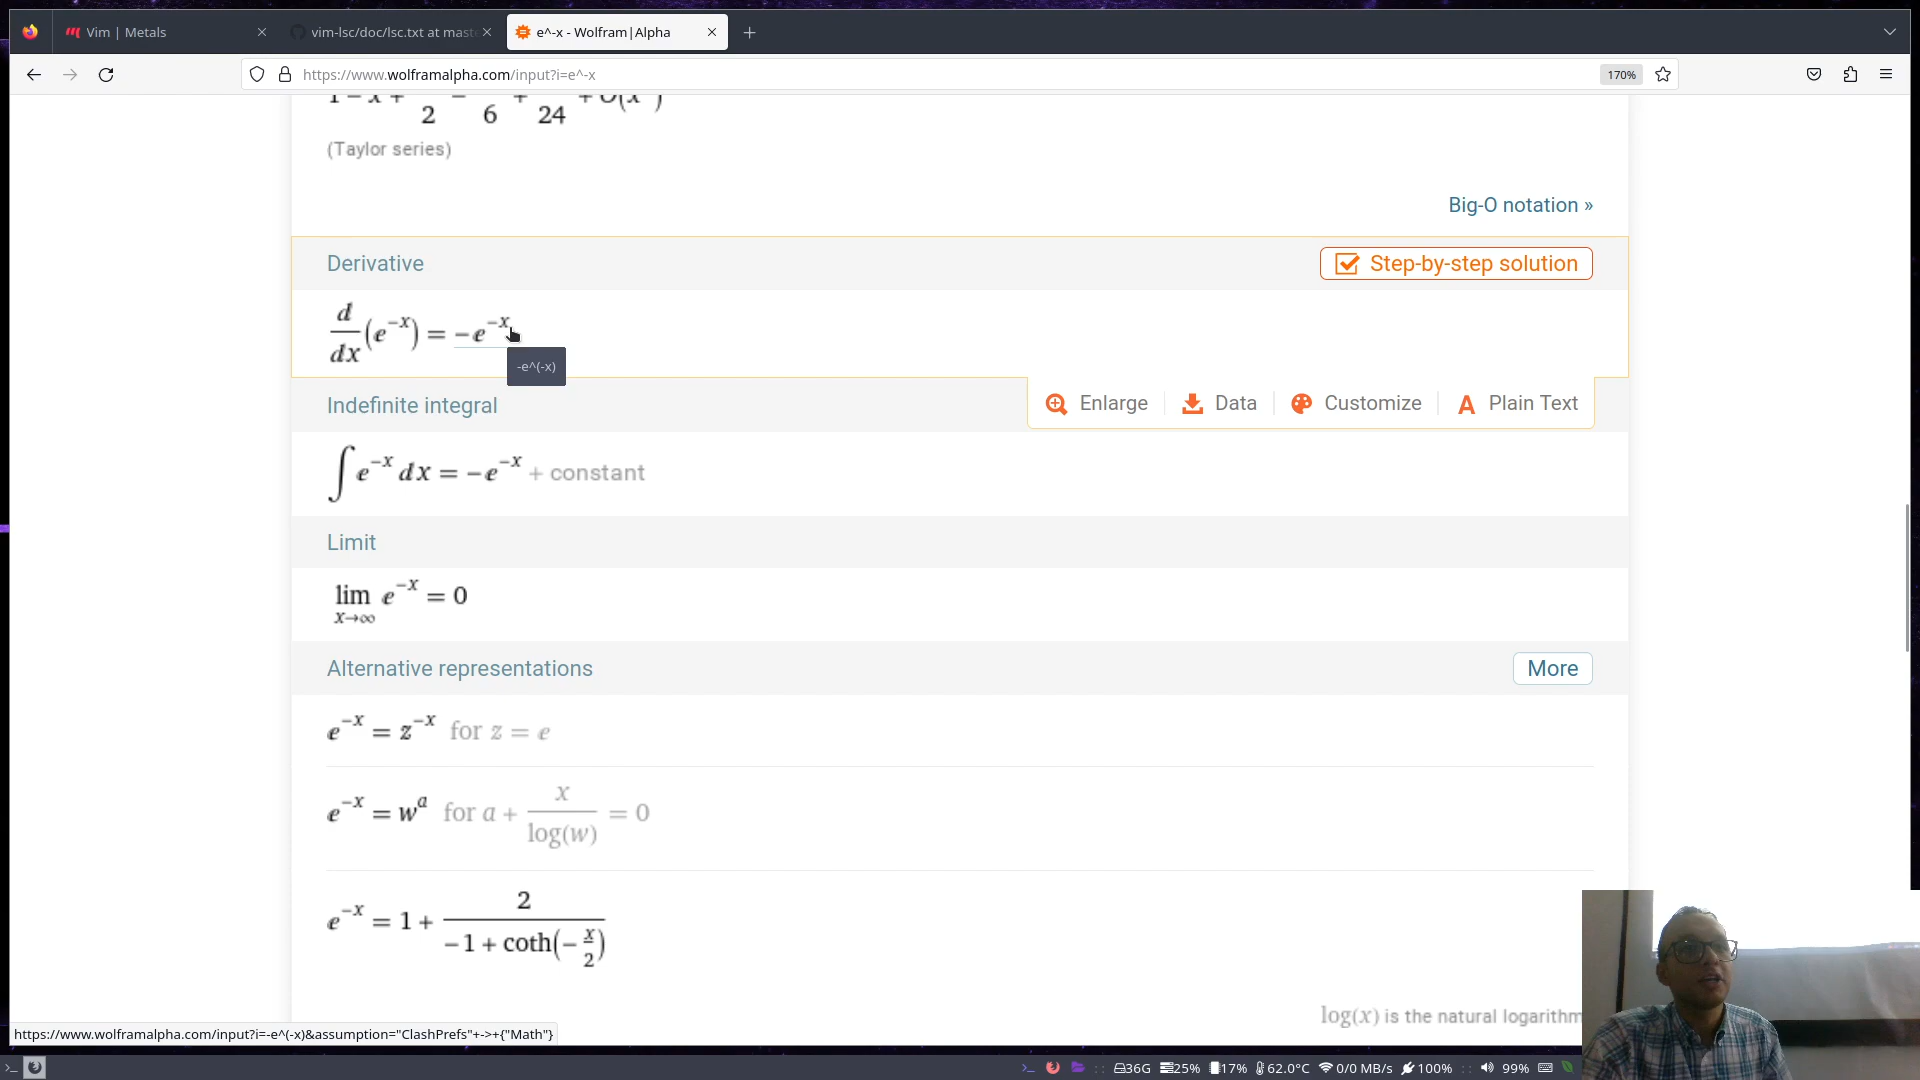 Vim | Metals
vim-lsc/doc/lsc.txt at mast
e^-x - Wolfram|Alpha
https://www.wolframalpha.com/input?i=e^-x
170%
2 6 24
(Taylor series)
Big-O notation »
Derivative
Step-by-step solution
d/dx (e^-x) = -e^-x
-e^(-x)
Indefinite integral
Enlarge
Data
Customize
A Plain Text
∫ e^-x dx = -e^-x + constant
Limit
lim x→∞ e^-x = 0
Alternative representations
More
e^-x = z^-x for z = e
e^-x = w^a for a + x/log(w) = 0
e^-x = 1 + 2/(-1 + coth(-x/2))
log(x) is the natural logarithm
https://www.wolframalpha.com/input?i=-e^(-x)&assumption="ClashPrefs"+->+{"Math"}
36G 25% 17% 62.0°C 0/0 MB/s 100% 99%